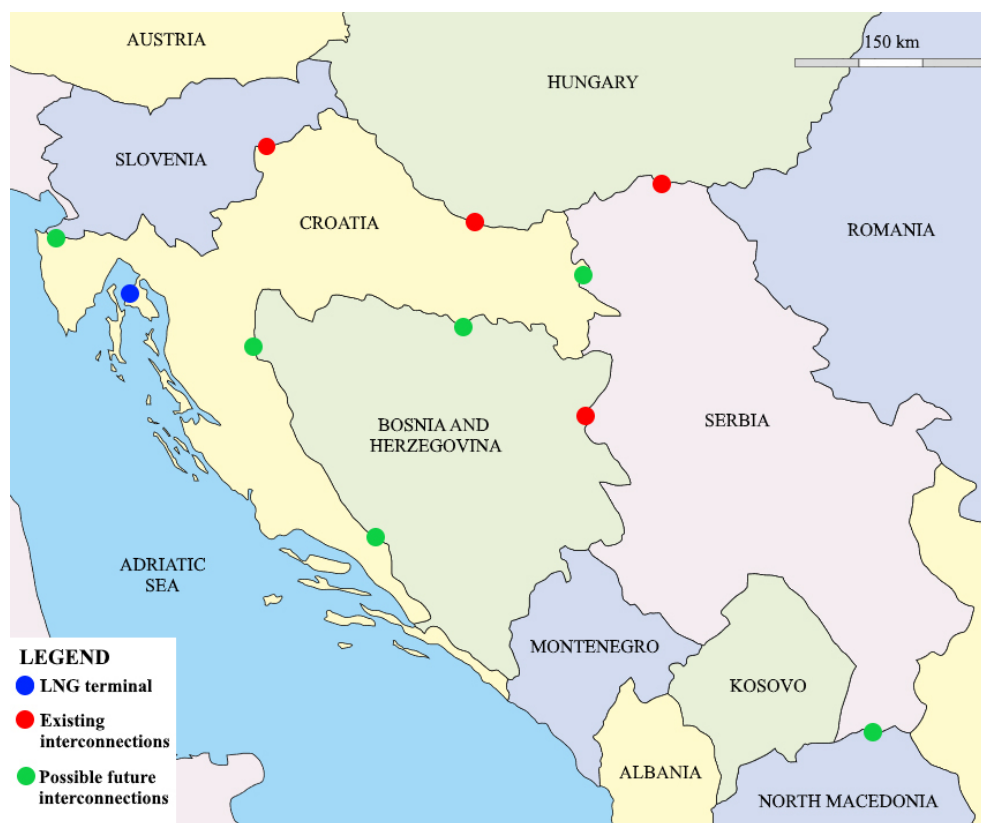 AUSTRIA
150 km
HUNGARY
SLOVENIA
CROATIA
ROMANIA
BOSNIA AND
HERZEGOVINA
SERBIA
ADRIATIC
SEA
MONTENEGRO
KOSOVO
ALBANIA
NORTH MACEDONIA
LEGEND
LNG terminal
Existing
interconnections
Possible future
interconnections